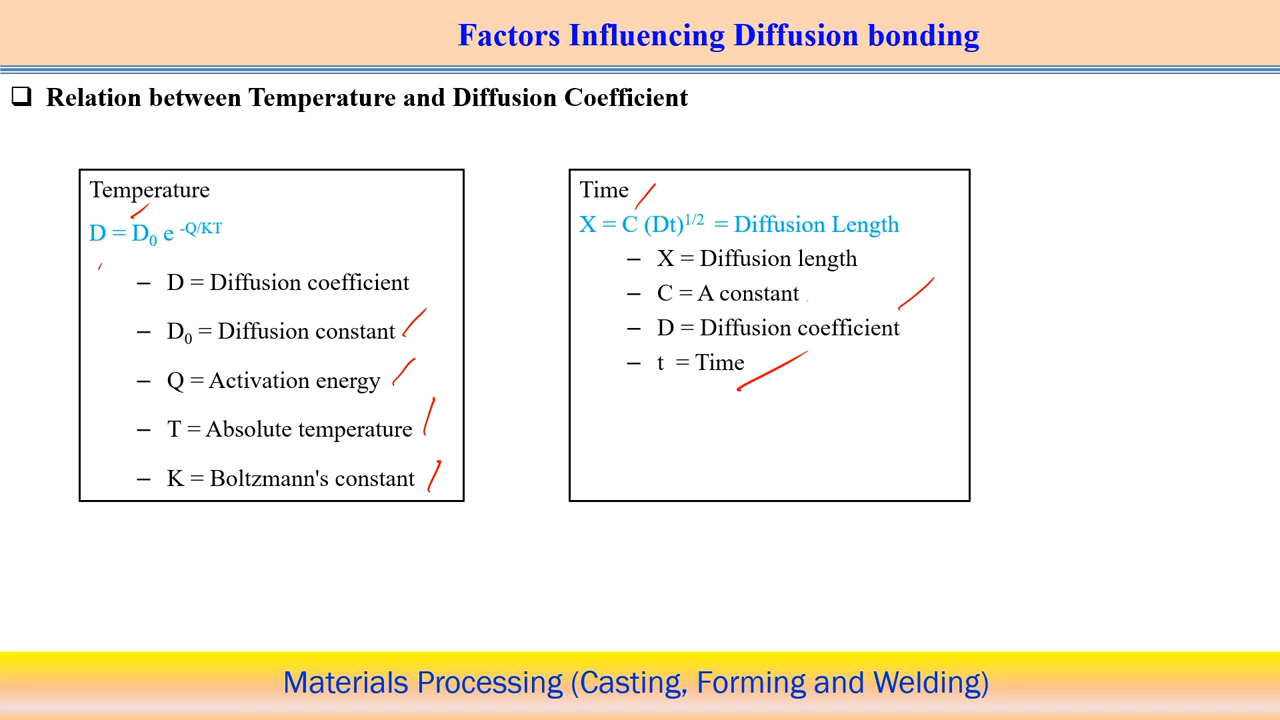 Factors Influencing Diffusion bonding
❑ Relation between Temperature and Diffusion Coefficient
Temperature
D = D₀ e ⁻Q/KT
– D = Diffusion coefficient
– D₀ = Diffusion constant
– Q = Activation energy
– T = Absolute temperature
– K = Boltzmann's constant
Time
X = C (Dt)¹ᐟ² = Diffusion Length
– X = Diffusion length
– C = A constant
– D = Diffusion coefficient
– t = Time
Materials Processing (Casting, Forming and Welding)